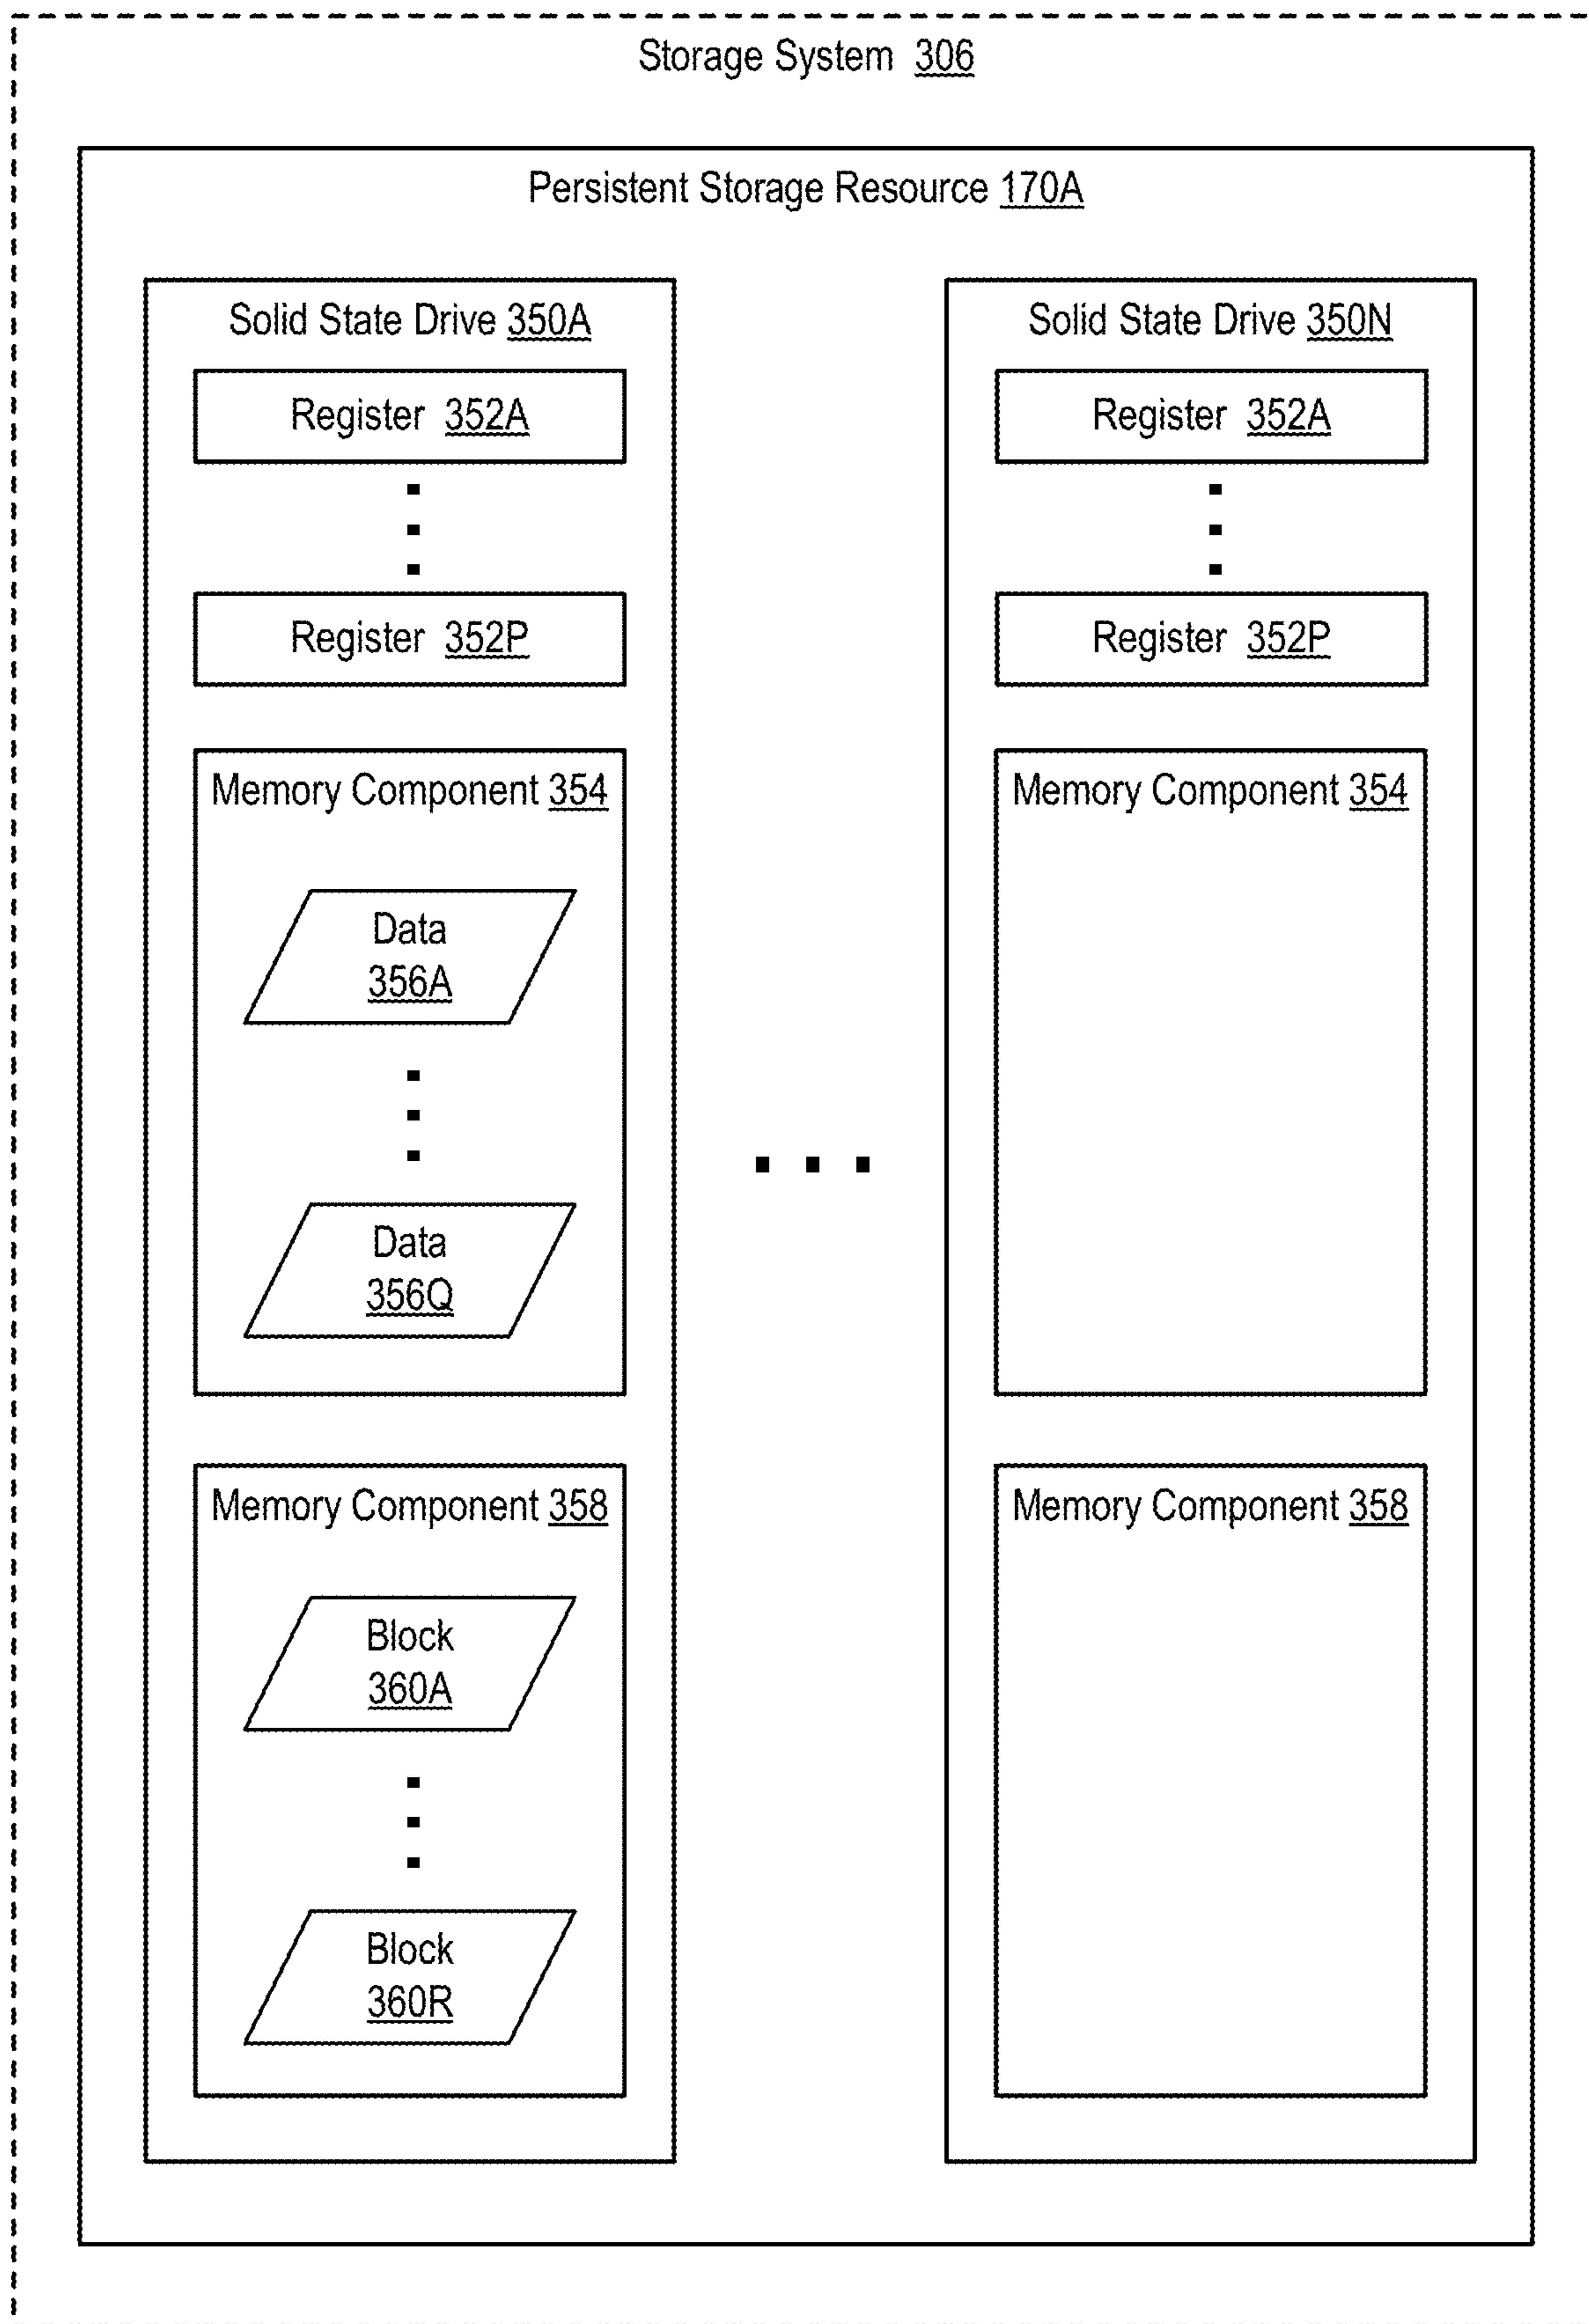 Storage System 306
Persistent Storage Resource 170A
Solid State Drive 350A
Register 352A
Register 352P
Memory Component 354
Data
356A
Data
356Q
Memory Component 358
Block
360A
Block
360R
Solid State Drive 350N
Register 352A
Register 352P
Memory Component 354
Memory Component 358